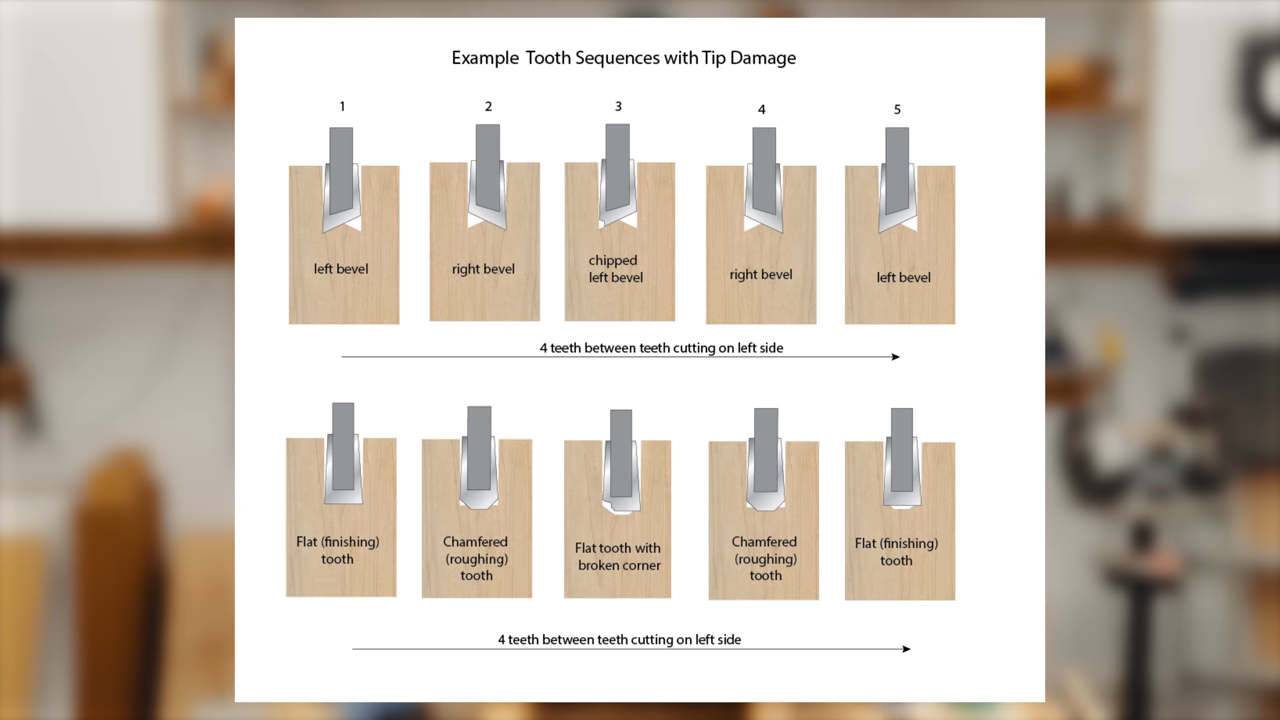 Example Tooth Sequences with Tip Damage
1 2 3 4 5
left bevel
right bevel
chipped
left bevel
right bevel
left bevel
4 teeth between teeth cutting on left side
Flat (finishing)
tooth
Chamfered
(roughing)
tooth
Flat tooth with
broken corner
Chamfered
(roughing)
tooth
Flat (finishing)
tooth
4 teeth between teeth cutting on left side